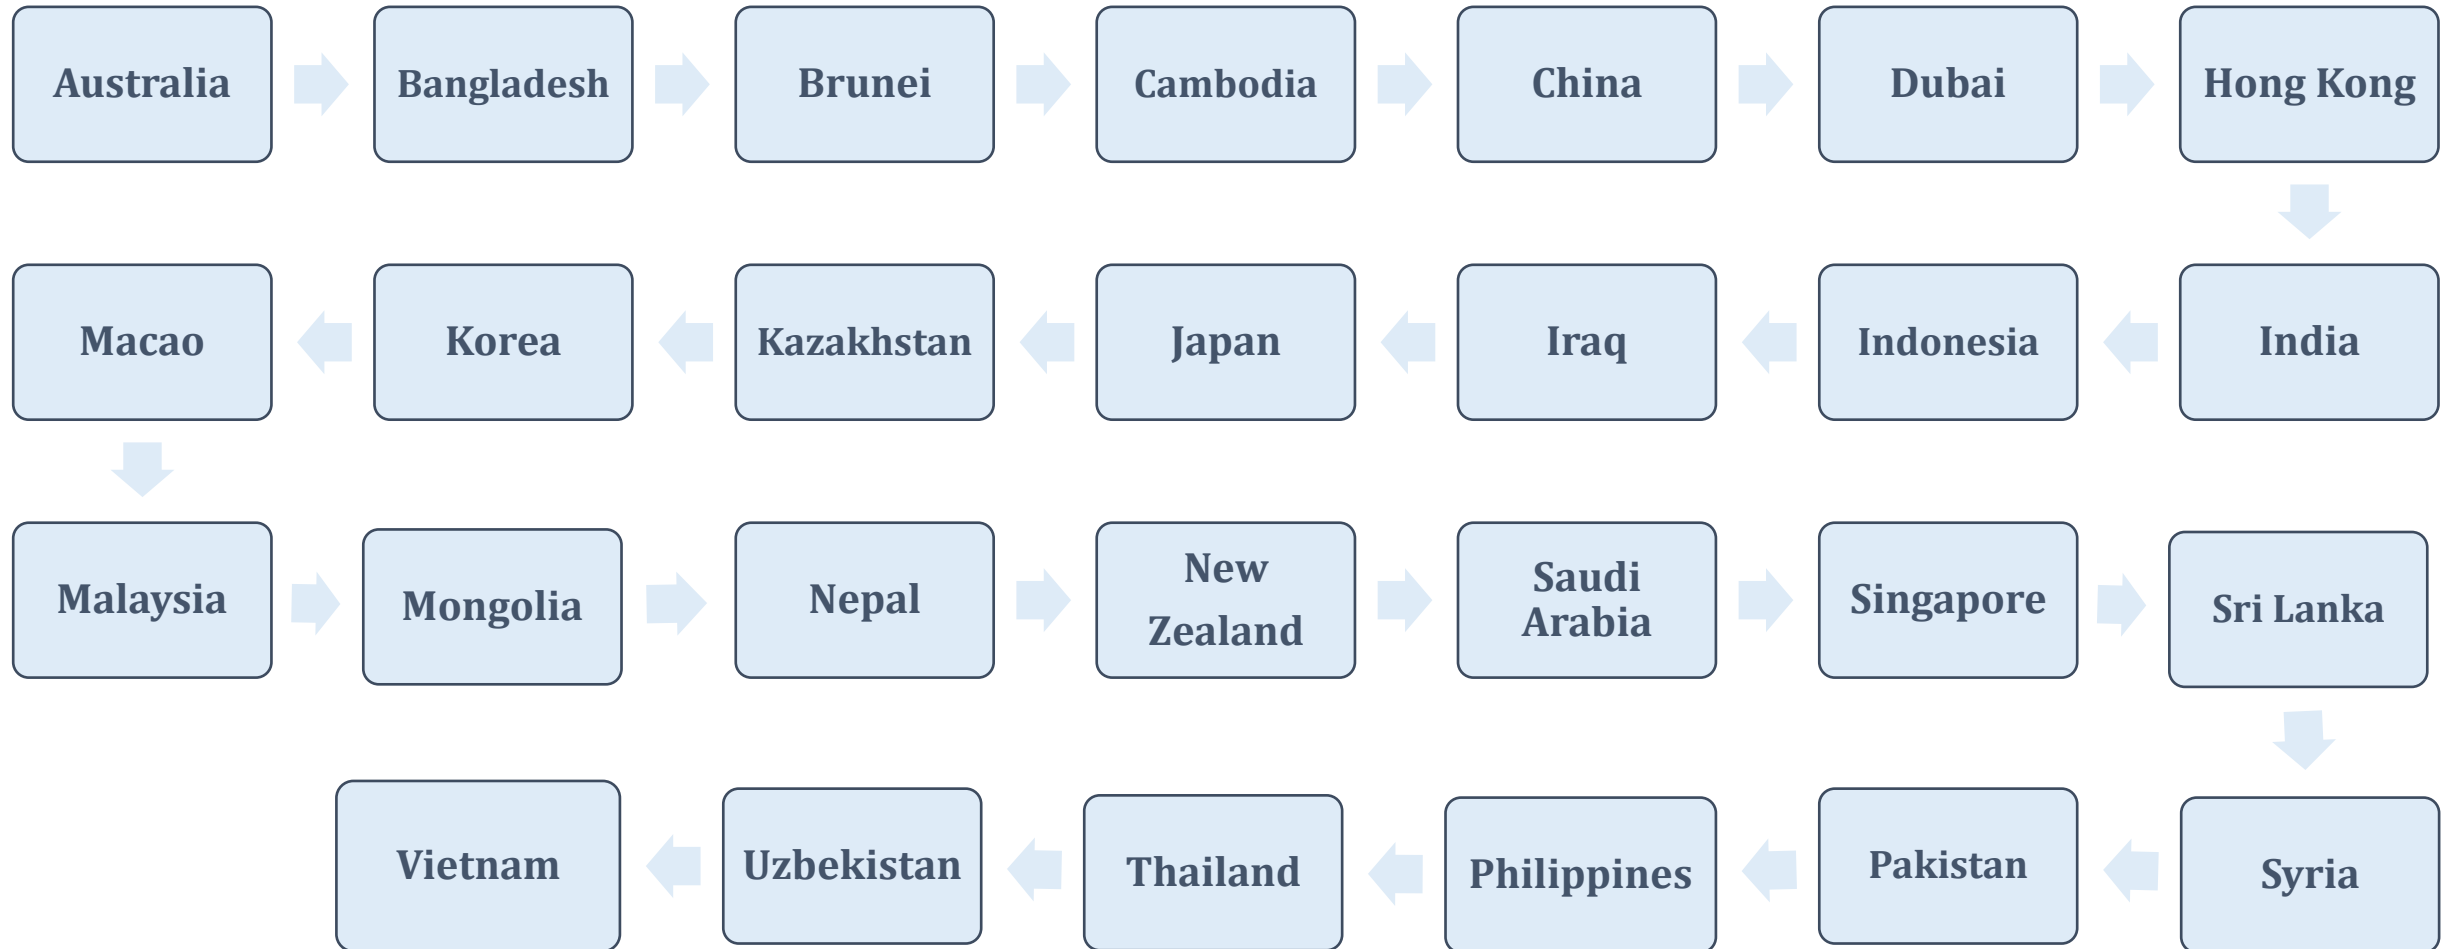 Australia
Bangladesh
Brunei
Cambodia
China
Dubai
Hong Kong
India
Indonesia
Iraq
Japan
Kazakhstan
Korea
Macao
Malaysia
Mongolia
Nepal
New
Zealand
Saudi
Arabia
Singapore
Sri Lanka
Syria
Pakistan
Philippines
Thailand
Uzbekistan
Vietnam